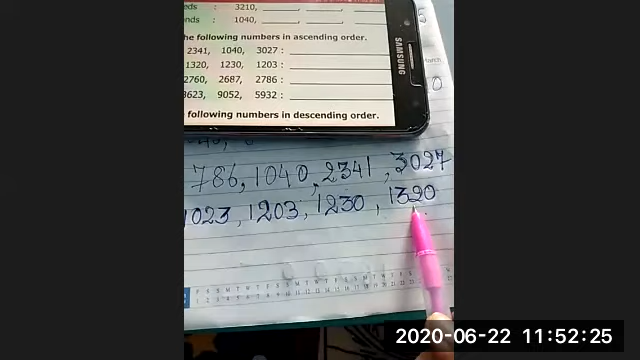 eds : 3210,
nds : 1040,
he following numbers in ascending order.
2341, 1040, 3027 :
1320, 1230, 1203 :
2760, 2687, 2786 :
3623, 9052, 5932 :
following numbers in descending order.
SAMSUNG
786, 1040, 2341, 3027
1023, 1203, 1230, 1320
2020-06-22 11:52:25